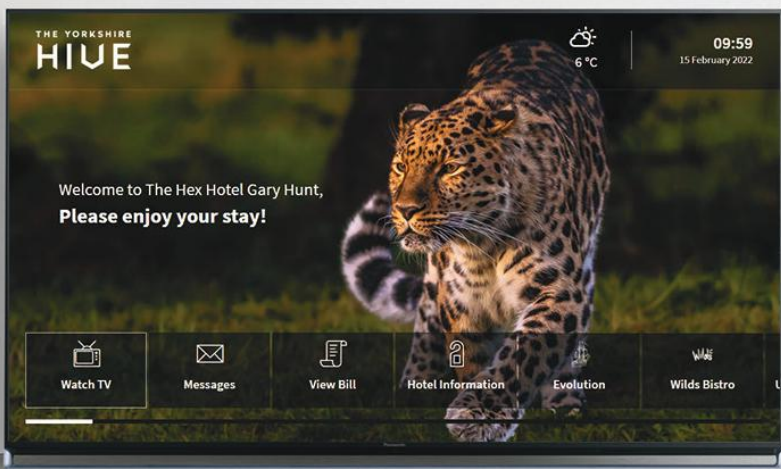 THE YORKSHIRE
HIVE
6 °C
09:59
15 February 2022
Welcome to The Hex Hotel Gary Hunt,
Please enjoy your stay!
Watch TV
Messages
View Bill
Hotel Information
Evolution
Wilds
Wilds Bistro
Panasonic